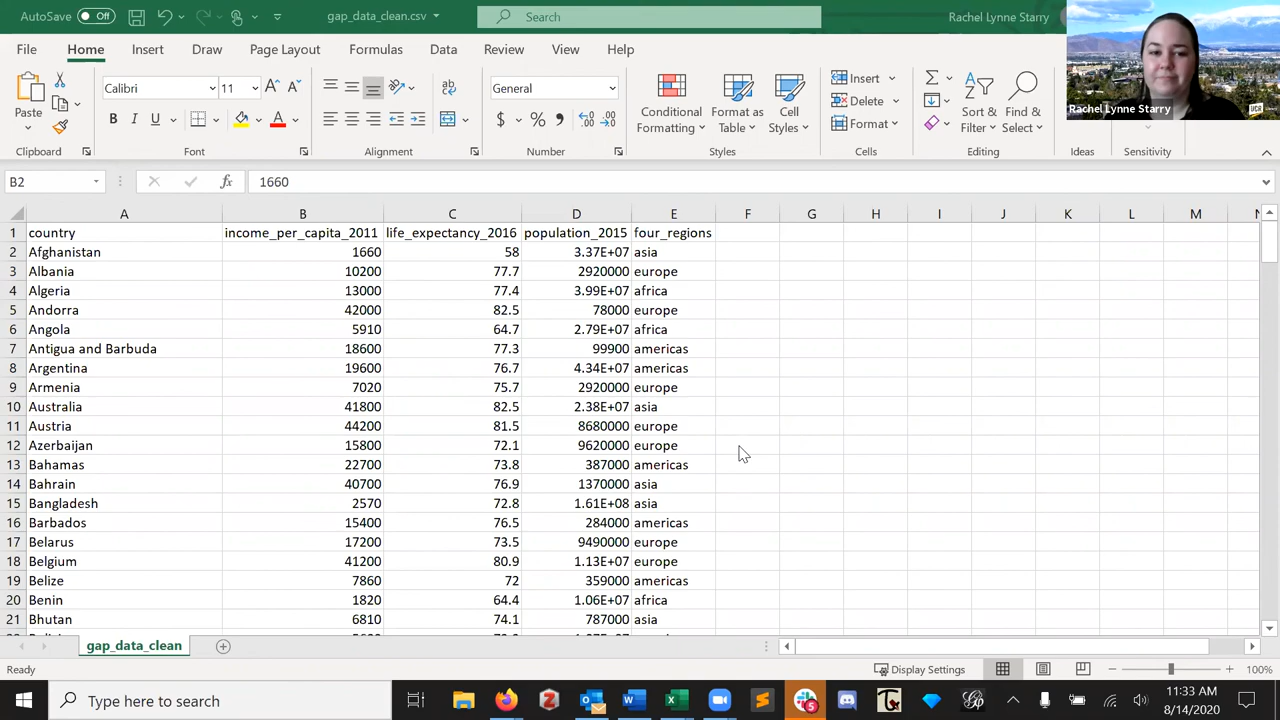 AutoSave Off gap_data_clean.csv Search Rachel Lynne Starry
File Home Insert Draw Page Layout Formulas Data Review View Help
Calibri 11 General Insert
Paste Conditional Formatting Format as Table Cell Styles Delete Sort & Filter Find & Select
Format
Rachel Lynne Starry UCR
Clipboard Font Alignment Number Styles Cells Editing Ideas Sensitivity
B2 fx 1660
A B C D E F G H I J K L M
1 country income_per_capita_2011 life_expectancy_2016 population_2015 four_regions
2 Afghanistan 1660 58 3.37E+07 asia
3 Albania 10200 77.7 2920000 europe
4 Algeria 13000 77.4 3.99E+07 africa
5 Andorra 42000 82.5 78000 europe
6 Angola 5910 64.7 2.79E+07 africa
7 Antigua and Barbuda 18600 77.3 99900 americas
8 Argentina 19600 76.7 4.34E+07 americas
9 Armenia 7020 75.7 2920000 europe
10 Australia 41800 82.5 2.38E+07 asia
11 Austria 44200 81.5 8680000 europe
12 Azerbaijan 15800 72.1 9620000 europe
13 Bahamas 22700 73.8 387000 americas
14 Bahrain 40700 76.9 1370000 asia
15 Bangladesh 2570 72.8 1.61E+08 asia
16 Barbados 15400 76.5 284000 americas
17 Belarus 17200 73.5 9490000 europe
18 Belgium 41200 80.9 1.13E+07 europe
19 Belize 7860 72 359000 americas
20 Benin 1820 64.4 1.06E+07 africa
21 Bhutan 6810 74.1 787000 asia
gap_data_clean
Ready Display Settings 100%
Type here to search 11:33 AM
8/14/2020